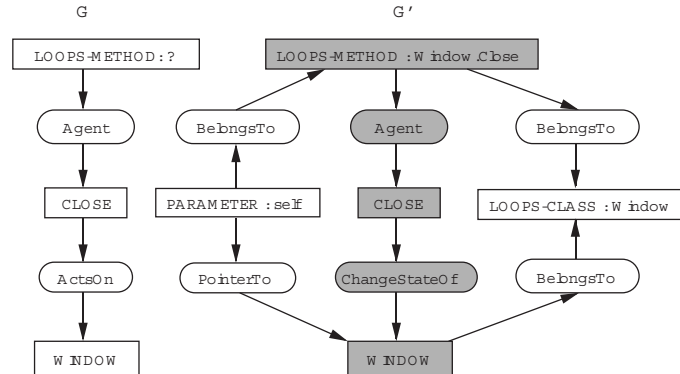 G G'
LOOPS-METHOD:? LOOPS-METHOD:Window.Close
Agent BelongsTo Agent BelongsTo
CLOSE PARAMETER:self CLOSE LOOPS-CLASS:Window
ActsOn PointerTo ChangeStateOf BelongsTo
WINDOW WINDOW